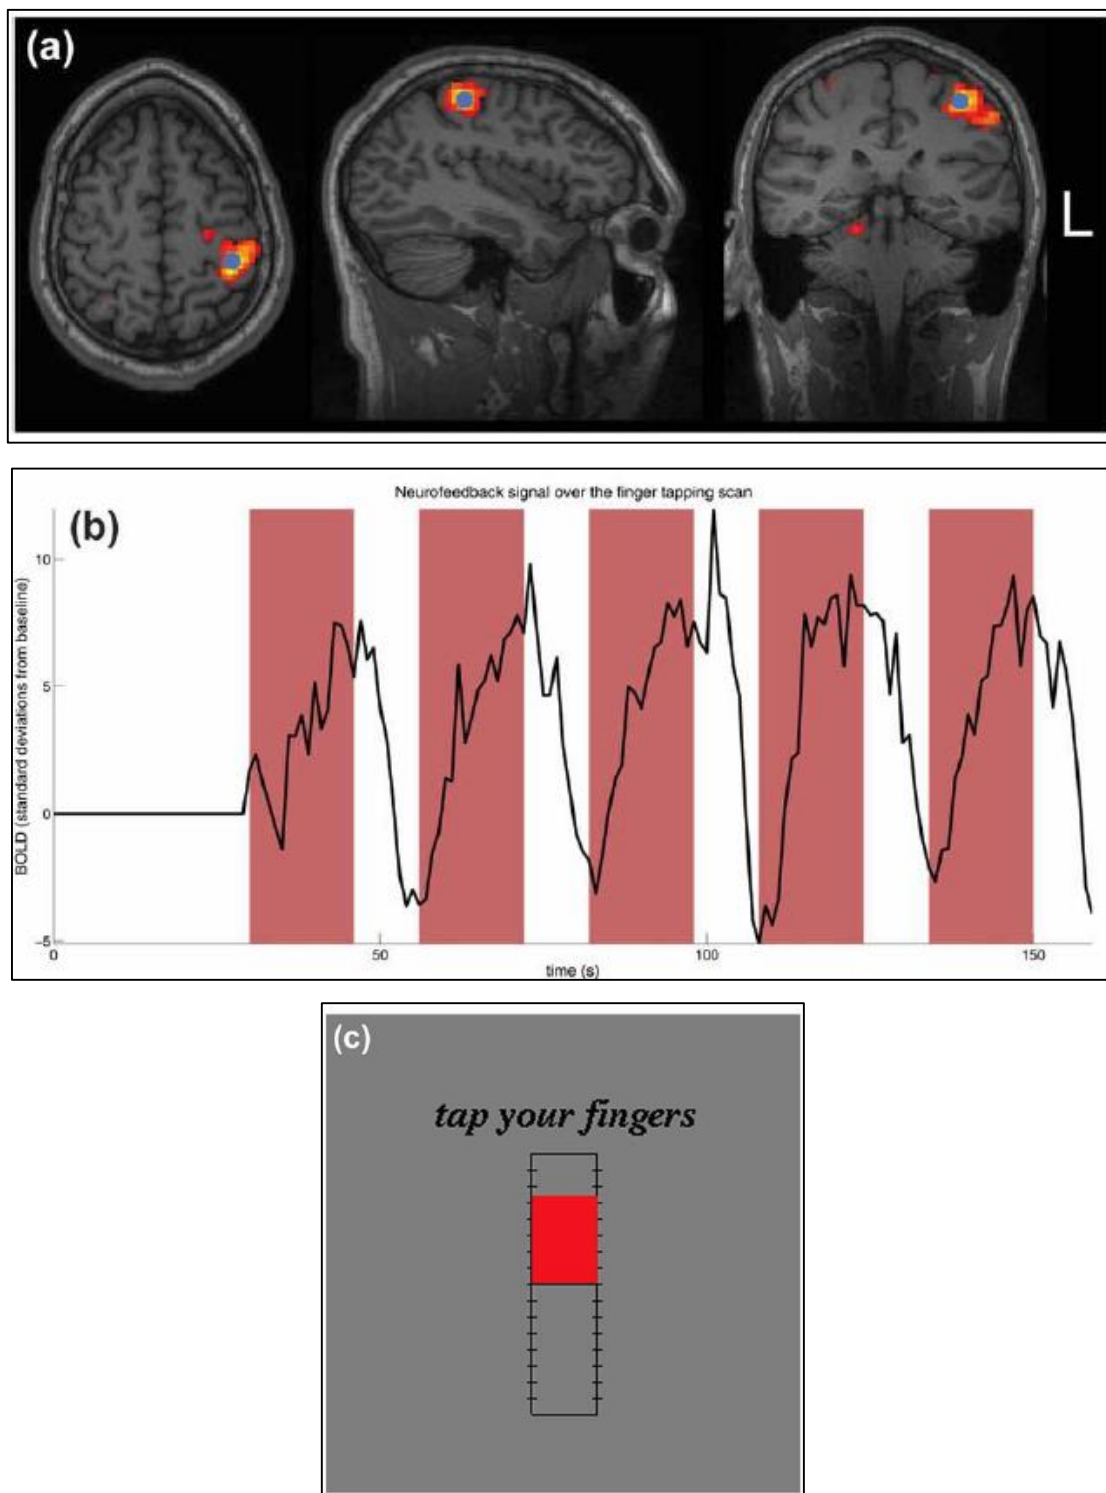 (a)
L
Neurofeedback signal over the finger tapping scan
(b)
BOLD (standard deviations from baseline)
10
5
0
−5
0 50 100 150
time (s)
(c)
tap your fingers